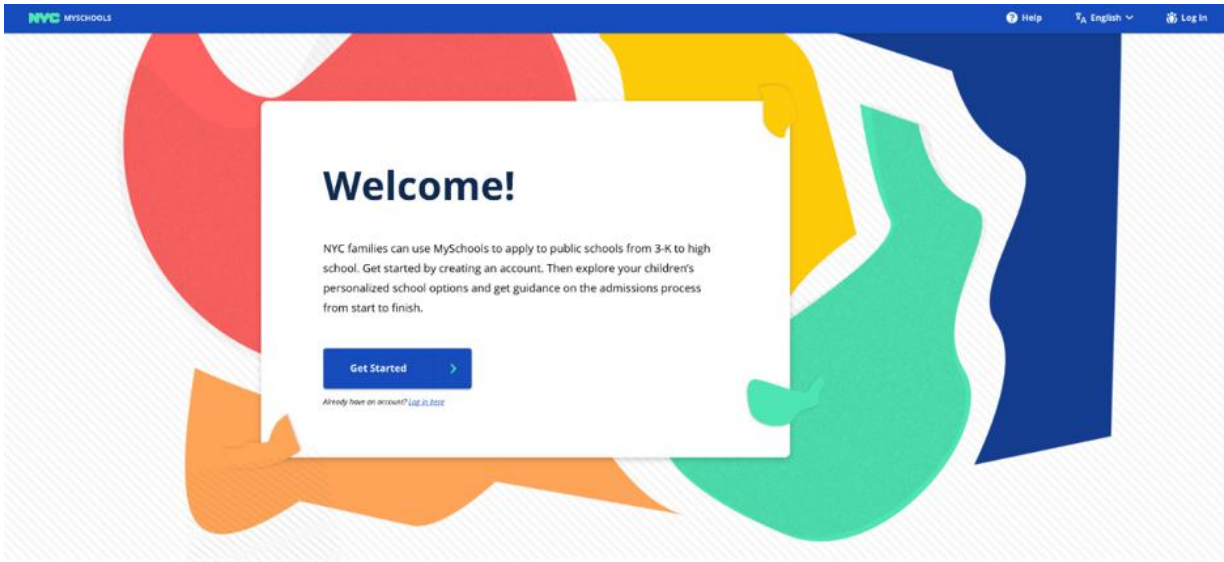 NYC MYSCHOOLS
Help
English
Log In
Welcome!
NYC families can use MySchools to apply to public schools from 3-K to high
school. Get started by creating an account. Then explore your children's
personalized school options and get guidance on the admissions process
from start to finish.
Get Started
Already have an account? Log in here